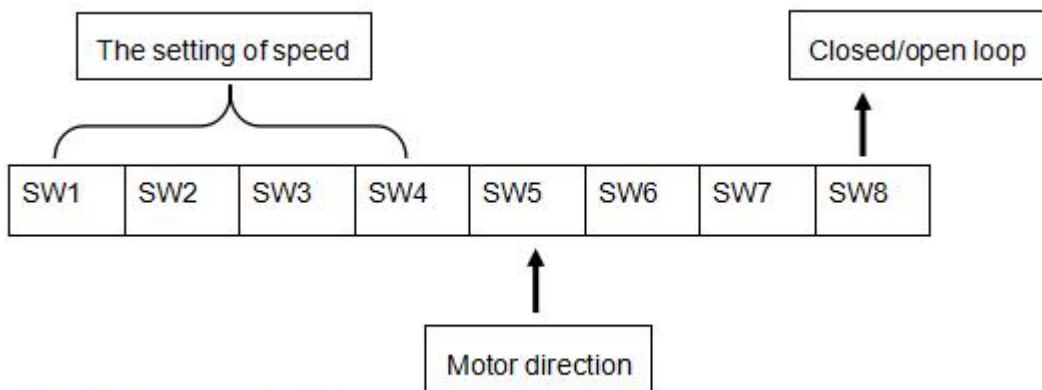 The setting of speed
Closed/open loop
SW1 SW2 SW3 SW4 SW5 SW6 SW7 SW8
Motor direction